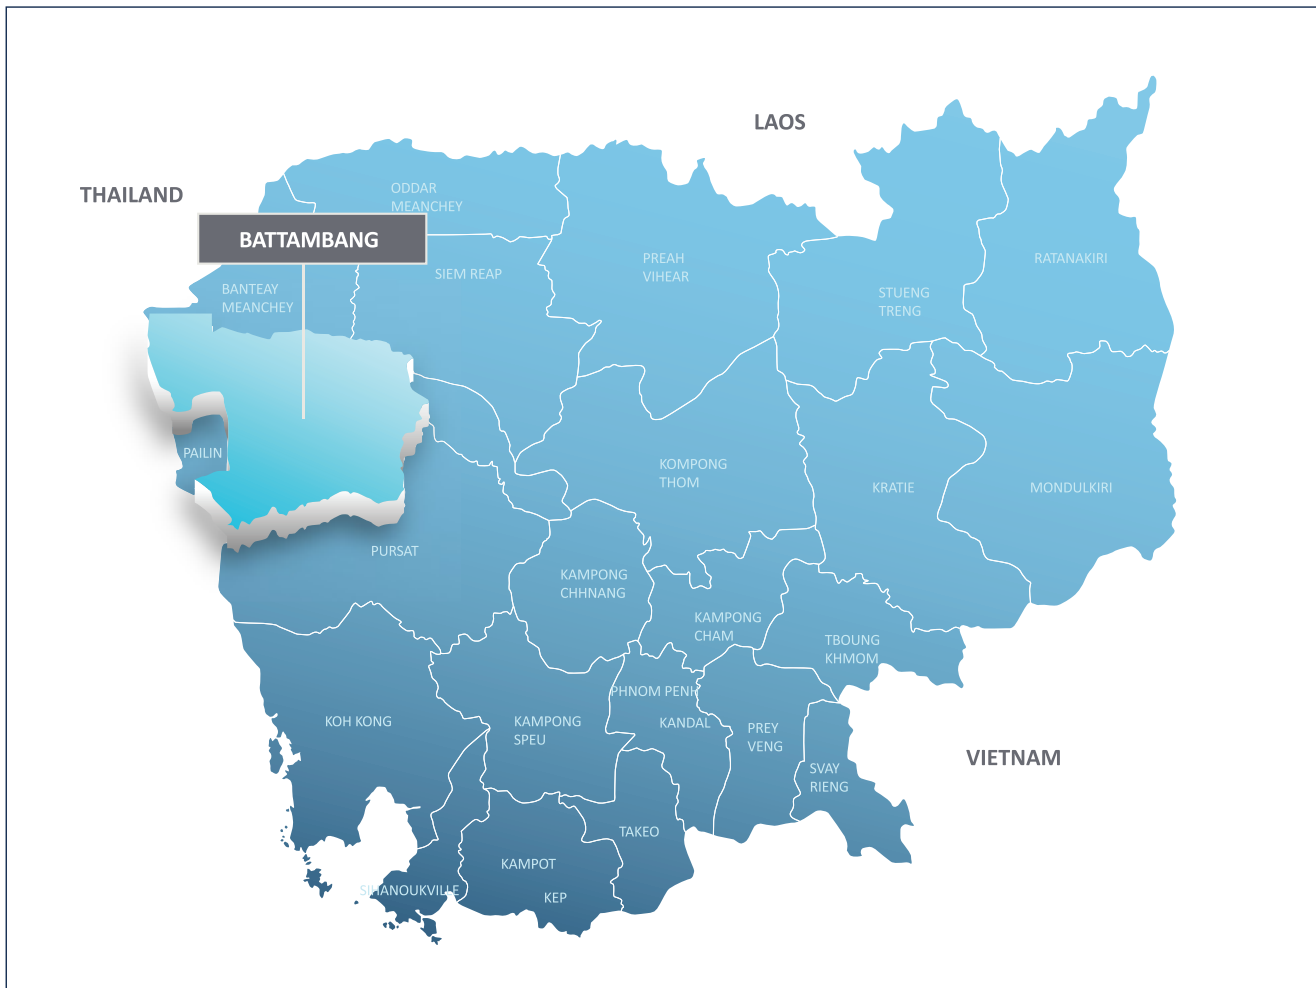 LAOS
THAILAND
ODDAR
MEANCHEY
BATTAMBANG
PREAH
VIHEAR
RATANAKIRI
SIEM REAP
BANTEAY
MEANCHEY
STUENG
TRENG
PAILIN
KOMPONG
THOM
KRATIE
MONDULKIRI
PURSAT
KAMPONG
CHHNANG
KAMPONG
CHAM
TBOUNG
KHMOM
PHNOM PENH
KOH KONG
KAMPONG
SPEU
KANDAL
PREY
VENG
VIETNAM
SVAY
RIENG
TAKEO
KAMPOT
SIHANOUKVILLE
KEP